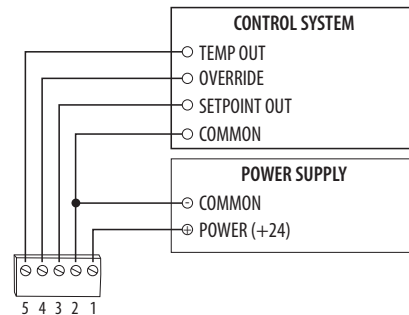 CONTROL SYSTEM
TEMP OUT
OVERRIDE
SETPOINT OUT
COMMON
POWER SUPPLY
COMMON
POWER (+24)
5 4 3 2 1